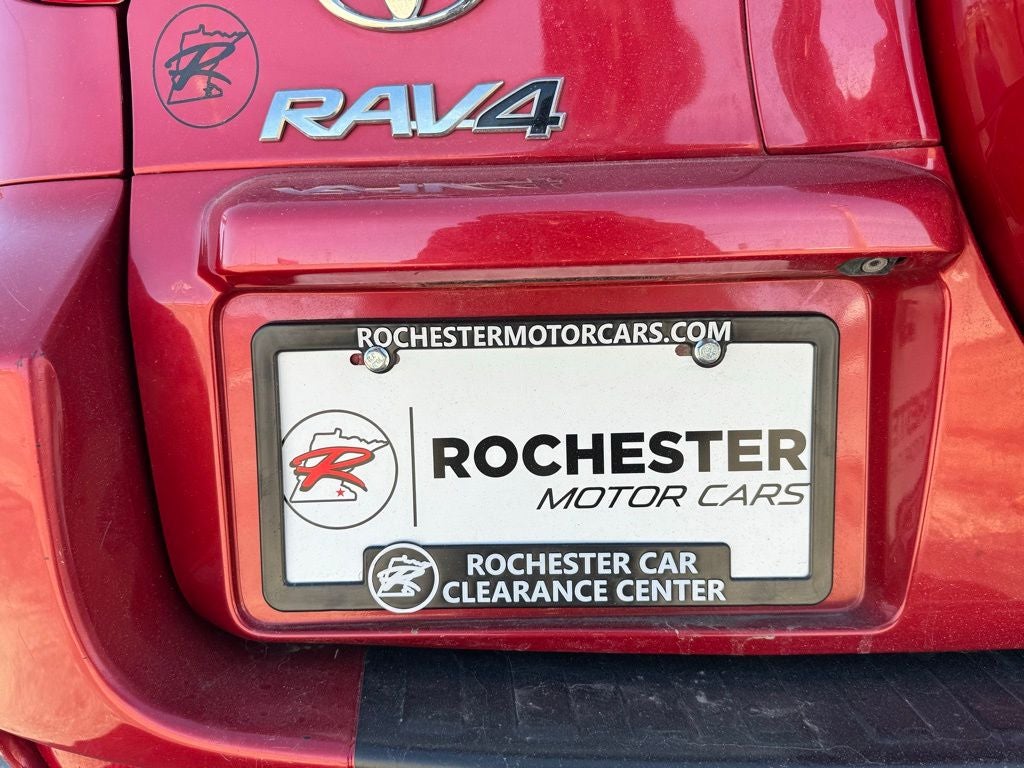 R
RAV4
ROCHESTERMOTORCARS.COM
R
ROCHESTER
MOTOR CARS
R
ROCHESTER CAR
CLEARANCE CENTER